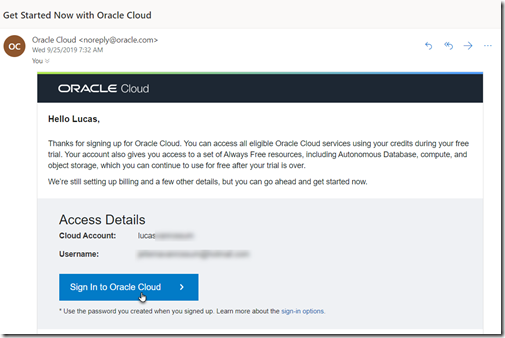 Get Started Now with Oracle Cloud
OC
Oracle Cloud <noreply@oracle.com>
Wed 9/25/2019 7:32 AM
You
ORACLE Cloud
Hello Lucas,
Thanks for signing up for Oracle Cloud. You can access all eligible Oracle Cloud services using your credits during your free
trial. Your account also gives you access to a set of Always Free resources, including Autonomous Database, compute, and
object storage, which you can continue to use for free after your trial is over.
We're still setting up billing and a few other details, but you can go ahead and get started now.
Access Details
Cloud Account: lucas
Username:
Sign In to Oracle Cloud
* Use the password you created when you signed up. Learn more about the sign-in options.